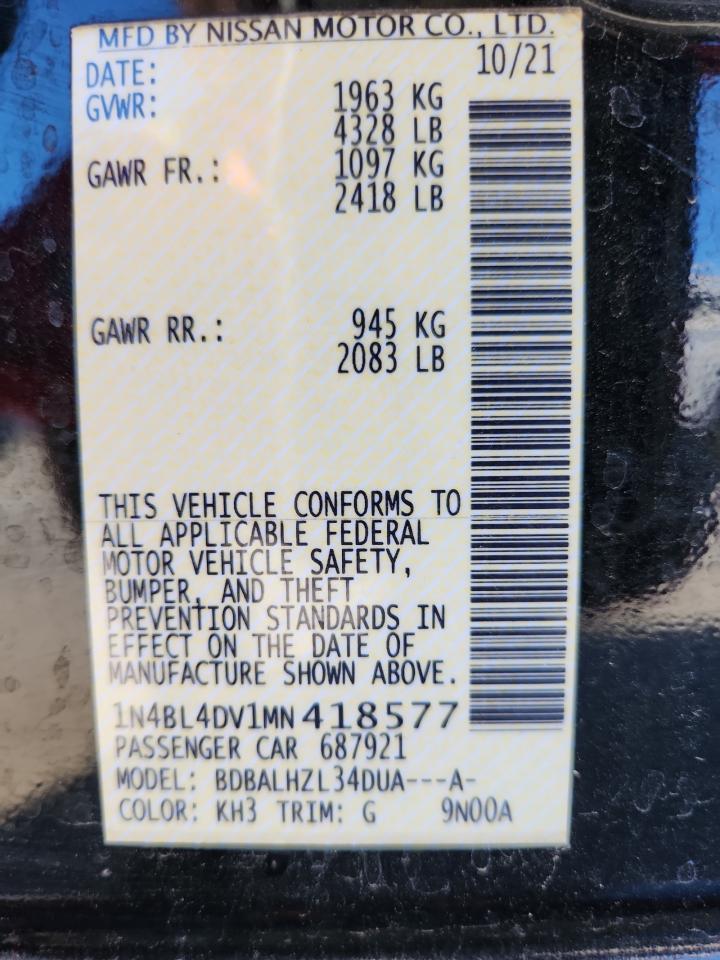 MFD BY NISSAN MOTOR CO., LTD.
DATE: 10/21
GVWR: 1963 KG
4328 LB
GAWR FR.: 1097 KG
2418 LB
GAWR RR.: 945 KG
2083 LB
THIS VEHICLE CONFORMS TO
ALL APPLICABLE FEDERAL
MOTOR VEHICLE SAFETY,
BUMPER, AND THEFT
PREVENTION STANDARDS IN
EFFECT ON THE DATE OF
MANUFACTURE SHOWN ABOVE.
1N4BL4DV1MN418577
PASSENGER CAR 687921
MODEL: BDBALHZL34DUA---A-
COLOR: KH3 TRIM: G 9N00A